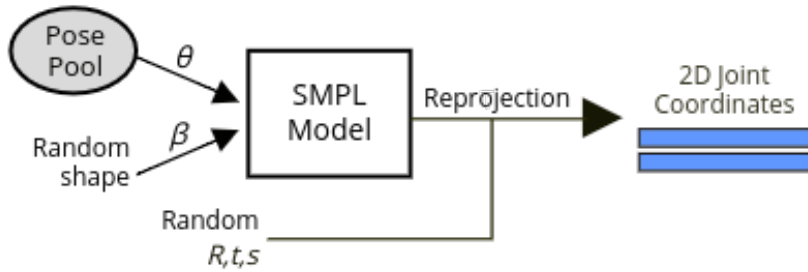 Pose
Pool
θ
SMPL
Model
Reprojection
2D Joint
Coordinates
β
Random
shape
Random
R,t,s